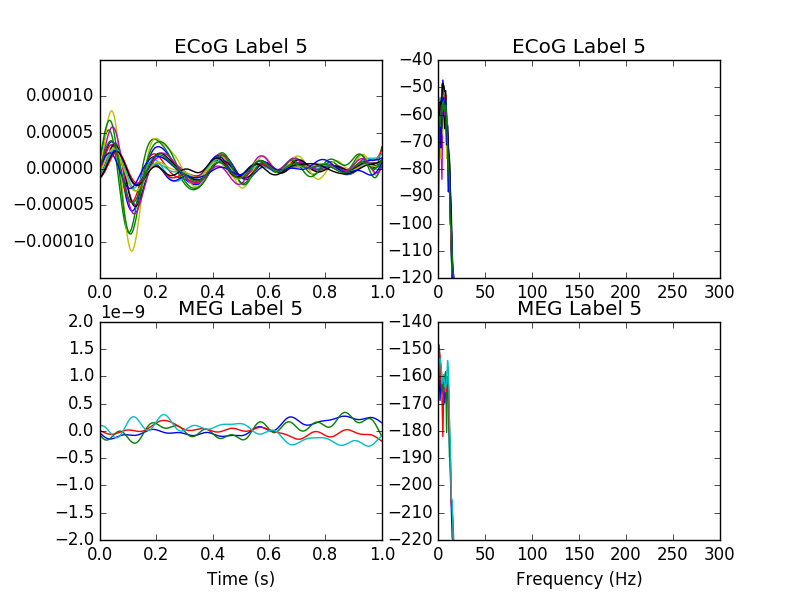 ECoG Label 5
ECoG Label 5
0.00010
0.00005
0.00000
−0.00005
−0.00010
0.0 0.2 0.4 0.6 0.8 1.0
−40
−50
−60
−70
−80
−90
−100
−110
−120
0 50 100 150 200 250 300
MEG Label 5
MEG Label 5
1e−9
2.0
1.5
1.0
0.5
0.0
−0.5
−1.0
−1.5
−2.0
0.0 0.2 0.4 0.6 0.8 1.0
Time (s)
−140
−150
−160
−170
−180
−190
−200
−210
−220
0 50 100 150 200 250 300
Frequency (Hz)